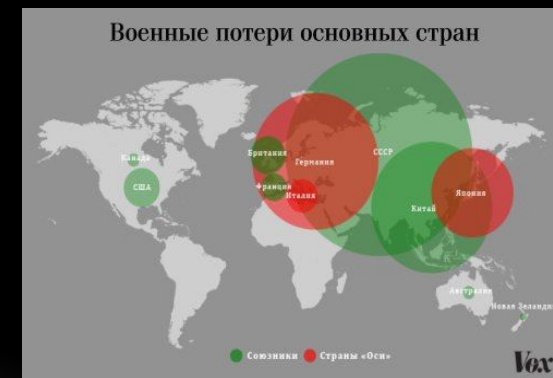 Военные потери основных стран
Канада
США
Британия
Франция
Германия
Италия
СССР
Китай
Япония
Австралия
Новая Зеландия
Союзники
Страны «Оси»
Vox